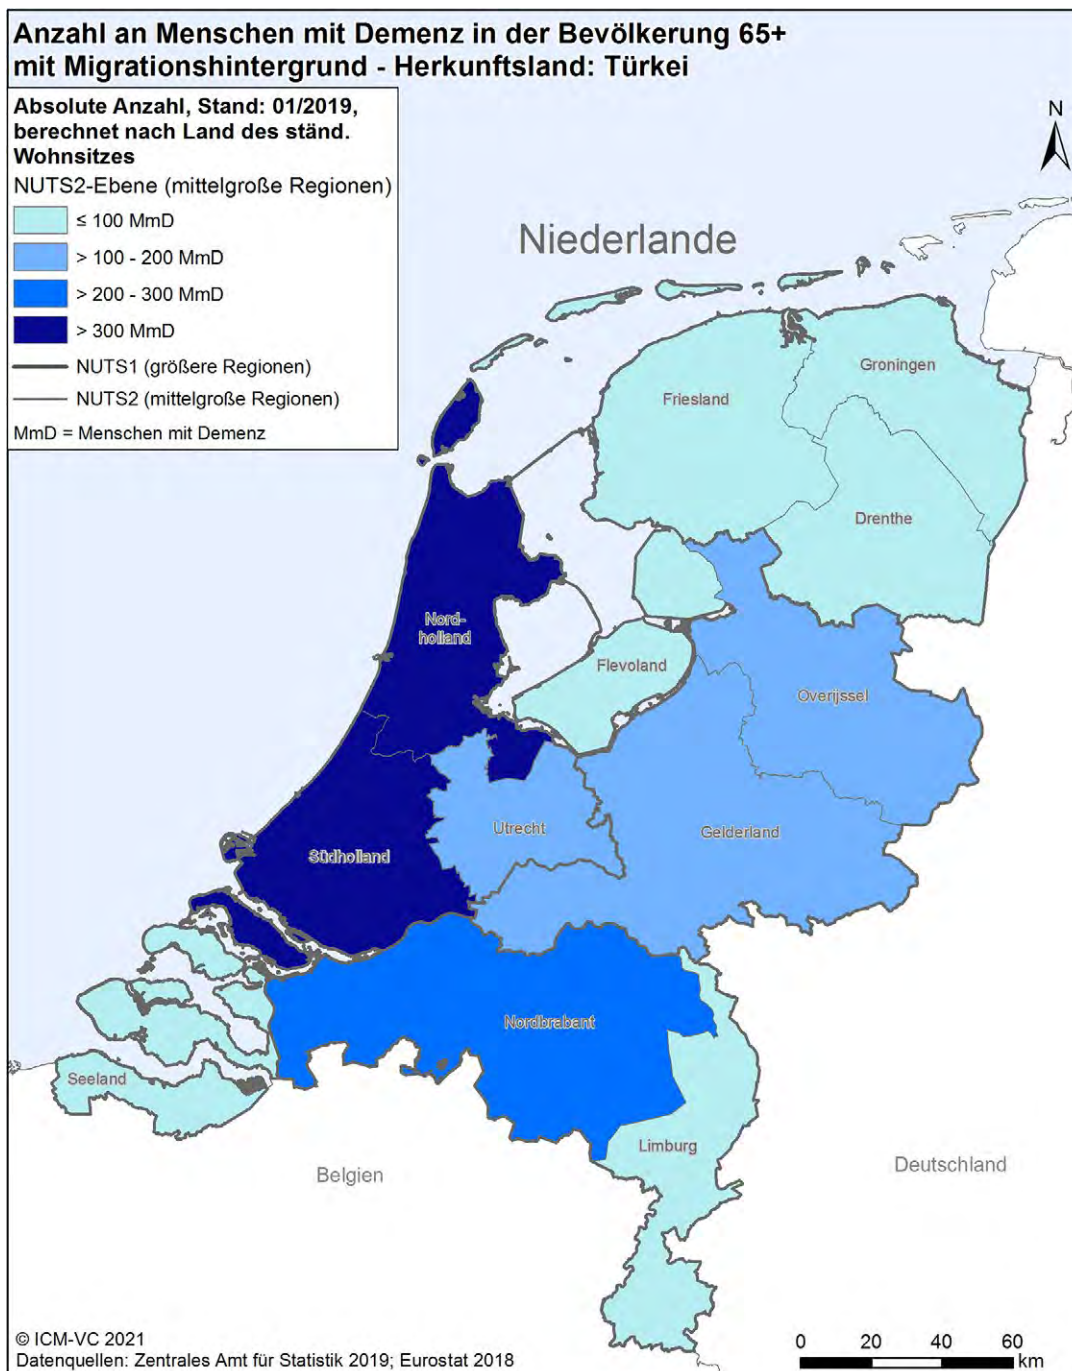 Anzahl an Menschen mit Demenz in der Bevölkerung 65+
mit Migrationshintergrund - Herkunftsland: Türkei
Absolute Anzahl, Stand: 01/2019,
berechnet nach Land des ständ.
Wohnsitzes
NUTS2-Ebene (mittelgroße Regionen)
≤ 100 MmD
> 100 - 200 MmD
> 200 - 300 MmD
> 300 MmD
NUTS1 (größere Regionen)
NUTS2 (mittelgroße Regionen)
MmD = Menschen mit Demenz
N
Niederlande
Groningen
Friesland
Drenthe
Nord-
holland
Flevoland
Overijssel
Utrecht
Gelderland
Südholland
Nordbrabant
Seeland
Limburg
Belgien
Deutschland
© ICM-VC 2021
Datenquellen: Zentrales Amt für Statistik 2019; Eurostat 2018
0 20 40 60
km